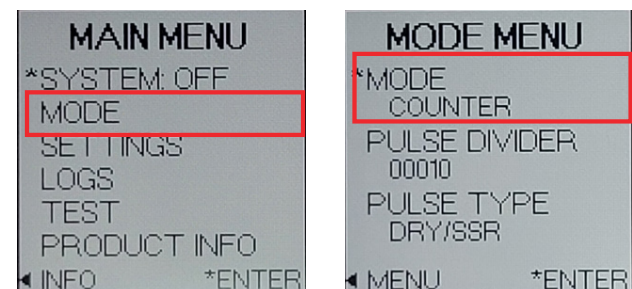 MAIN MENU
*SYSTEM: OFF
MODE
SETTINGS
LOGS
TEST
PRODUCT INFO
◄ INFO *ENTER
MODE MENU
*MODE
COUNTER
PULSE DIVIDER
00010
PULSE TYPE
DRY/SSR
◄ MENU *ENTER